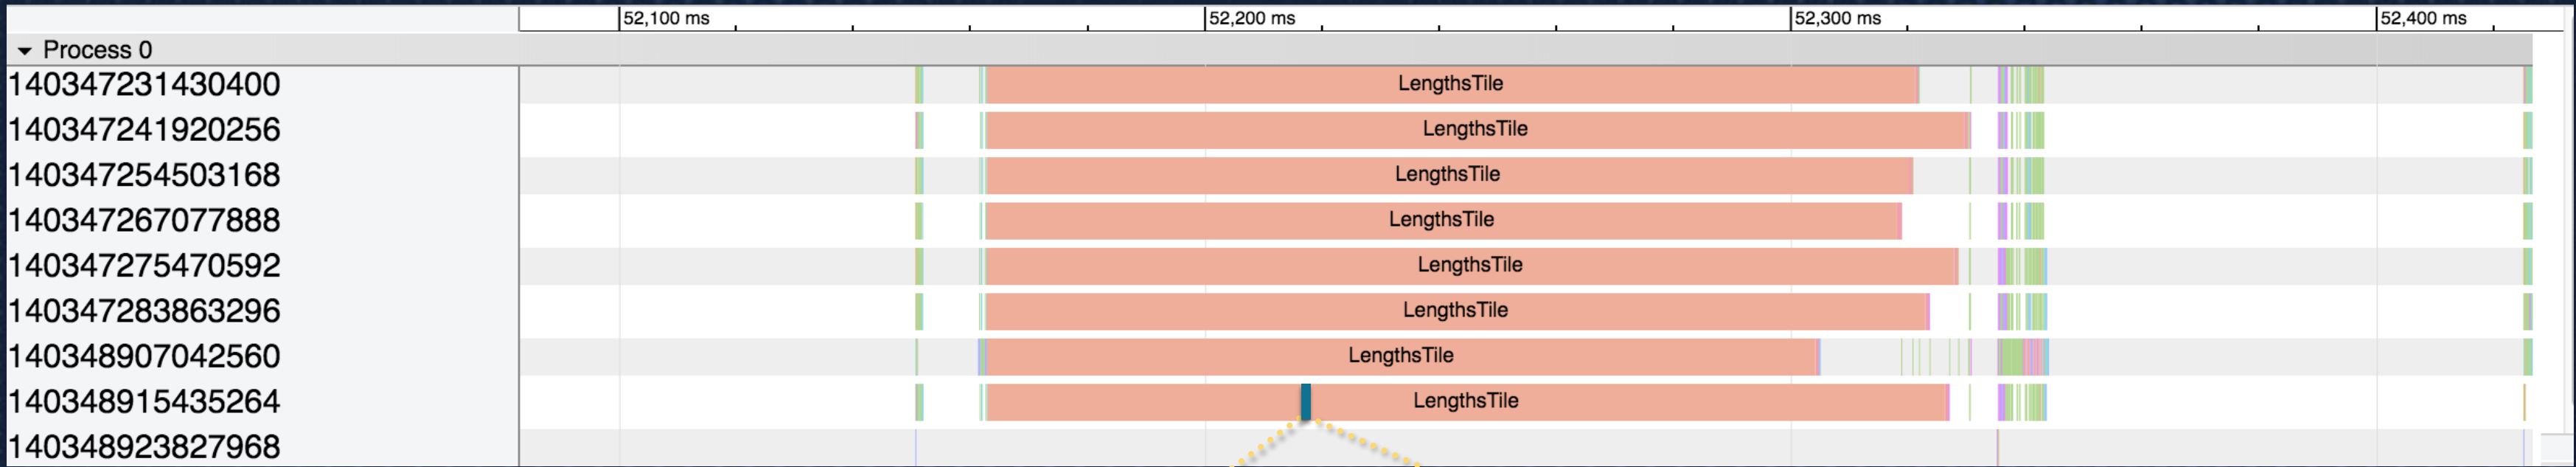 52,100 ms 52,200 ms 52,300 ms 52,400 ms
Process 0
140347231430400 LengthsTile
140347241920256 LengthsTile
140347254503168 LengthsTile
140347267077888 LengthsTile
140347275470592 LengthsTile
140347283863296 LengthsTile
140348907042560 LengthsTile
140348915435264 LengthsTile
140348923827968